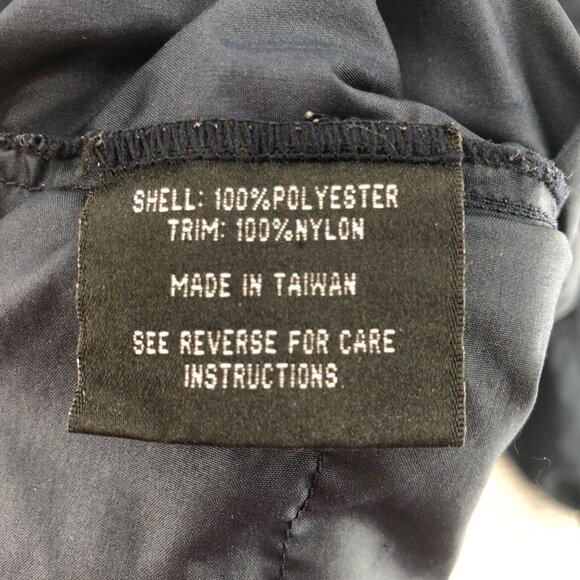 SHELL: 100%POLYESTER
TRIM: 100%NYLON
MADE IN TAIWAN
SEE REVERSE FOR CARE
INSTRUCTIONS